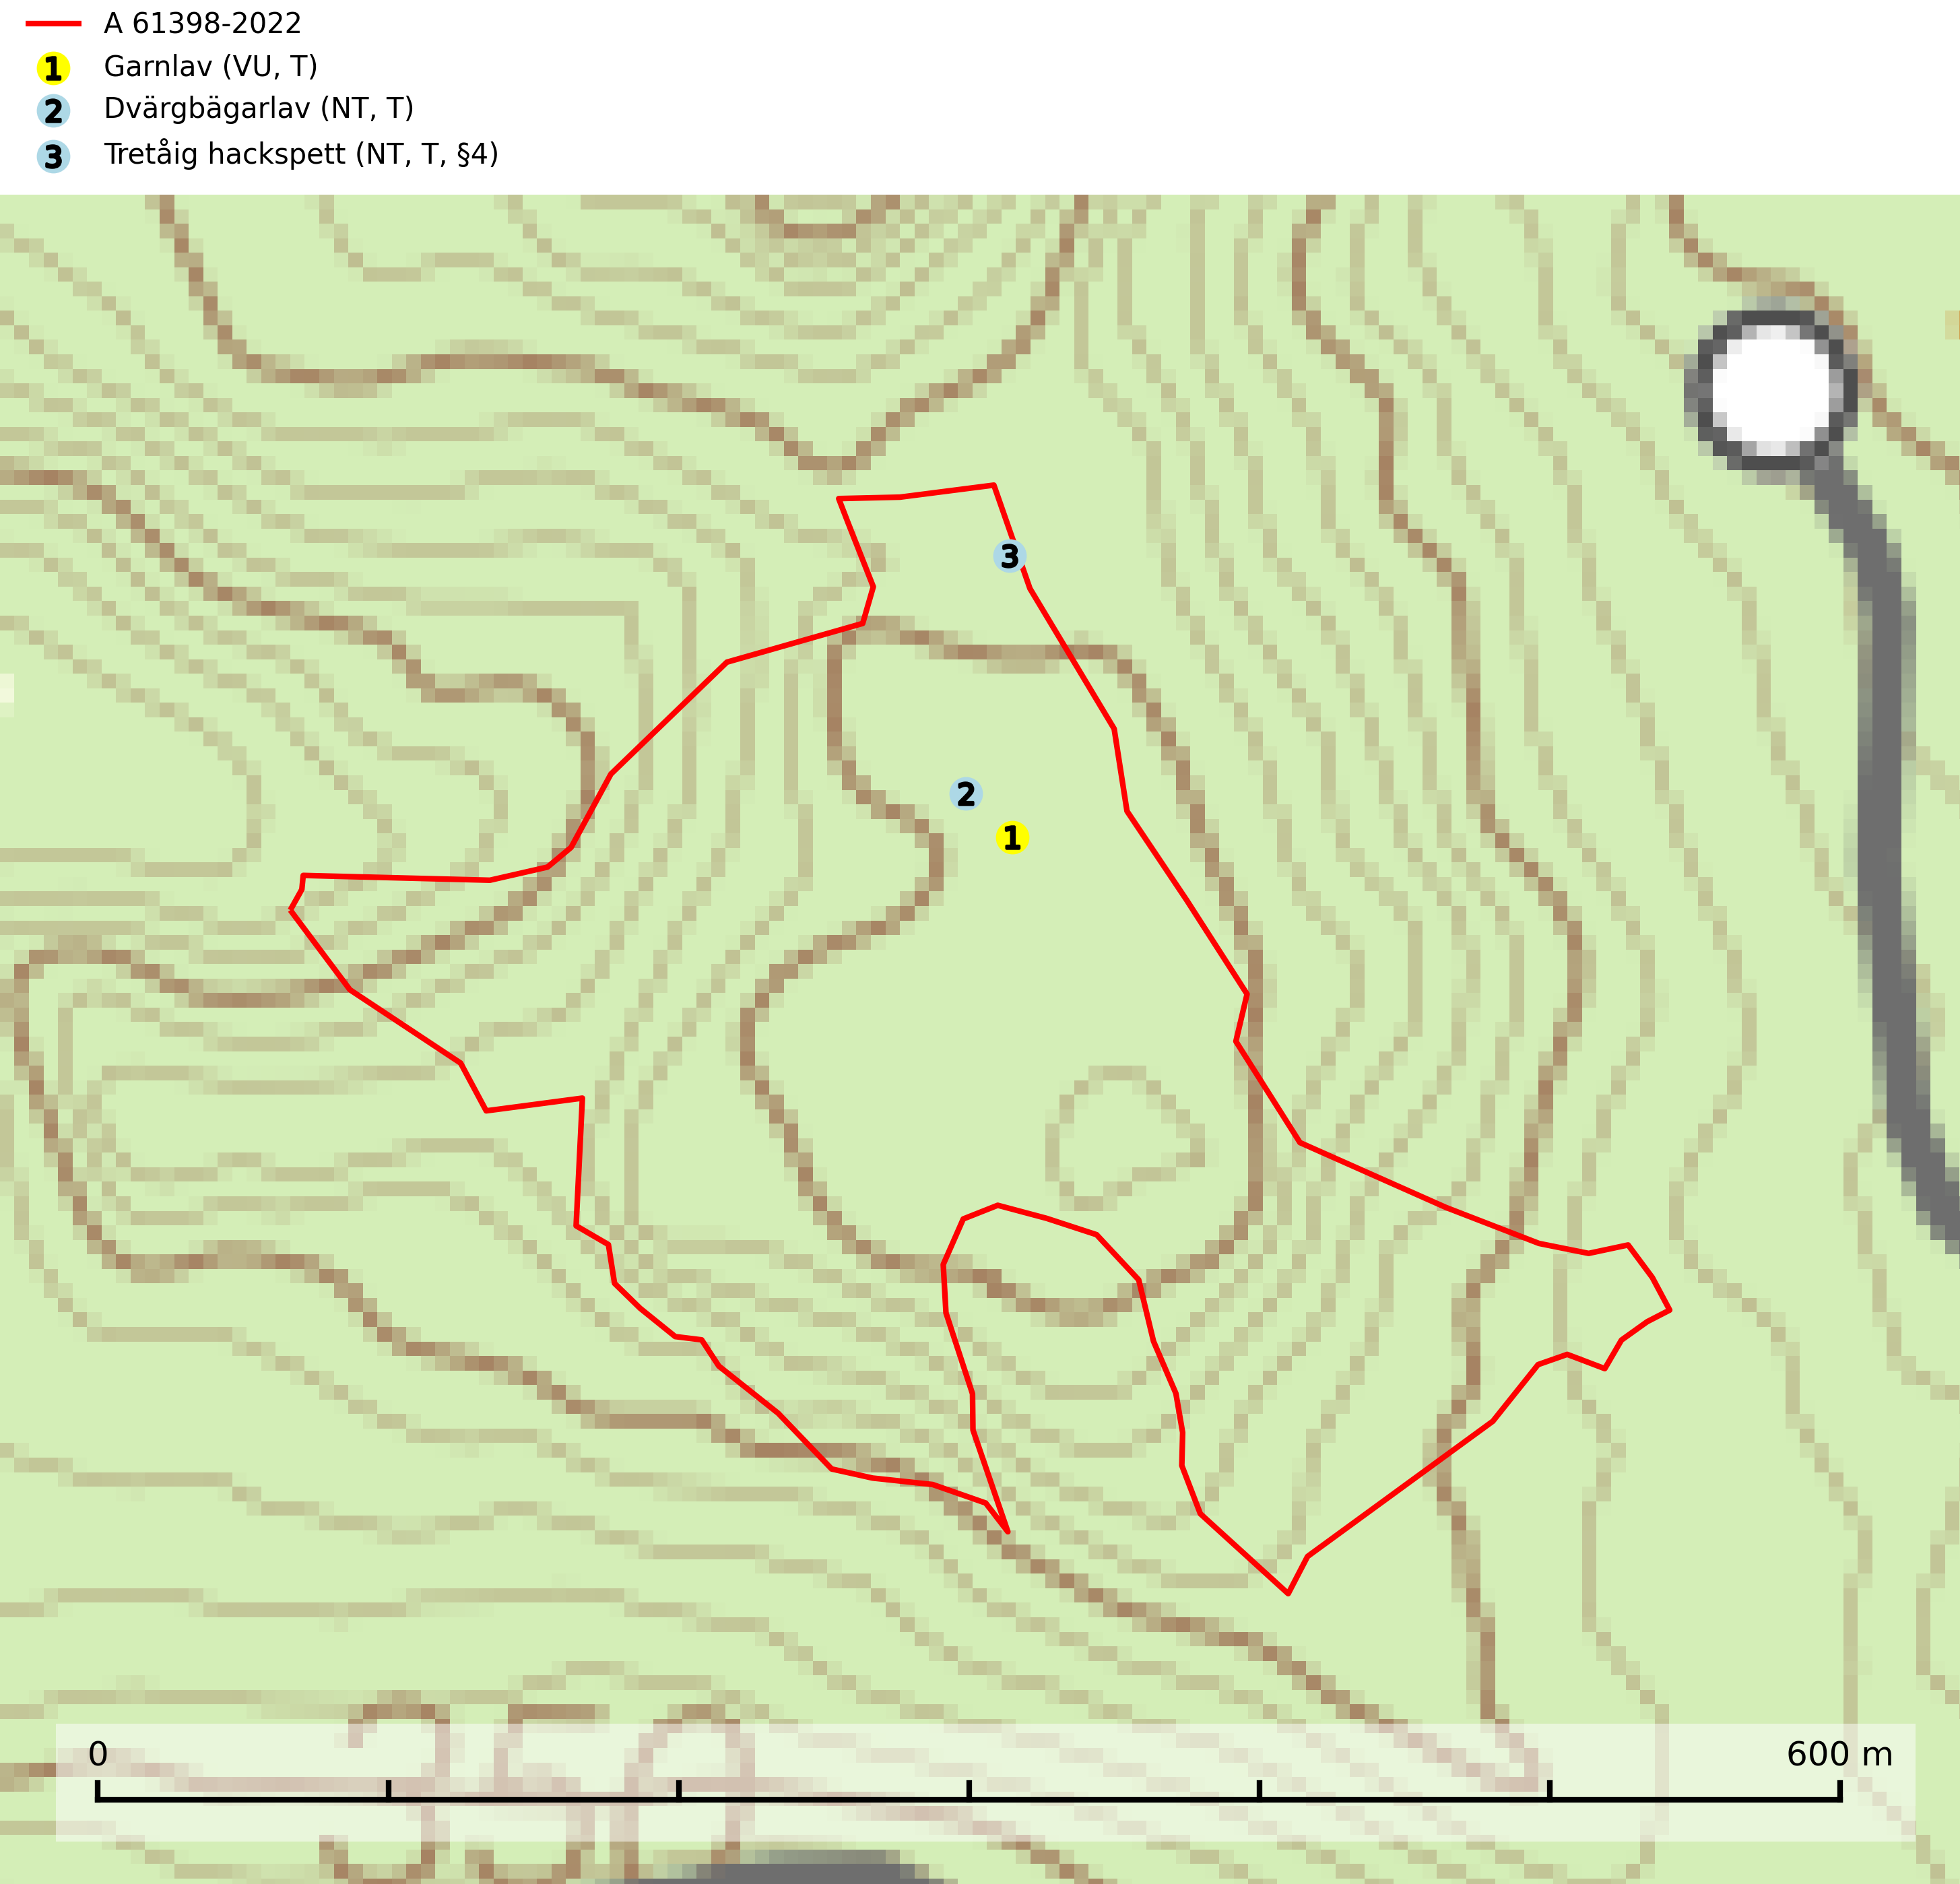 A 61398-2022
1 Garnlav (VU, T)
2 Dvärgbägarlav (NT, T)
3 Tretåig hackspett (NT, T, §4)
3
2
1
0 600 m